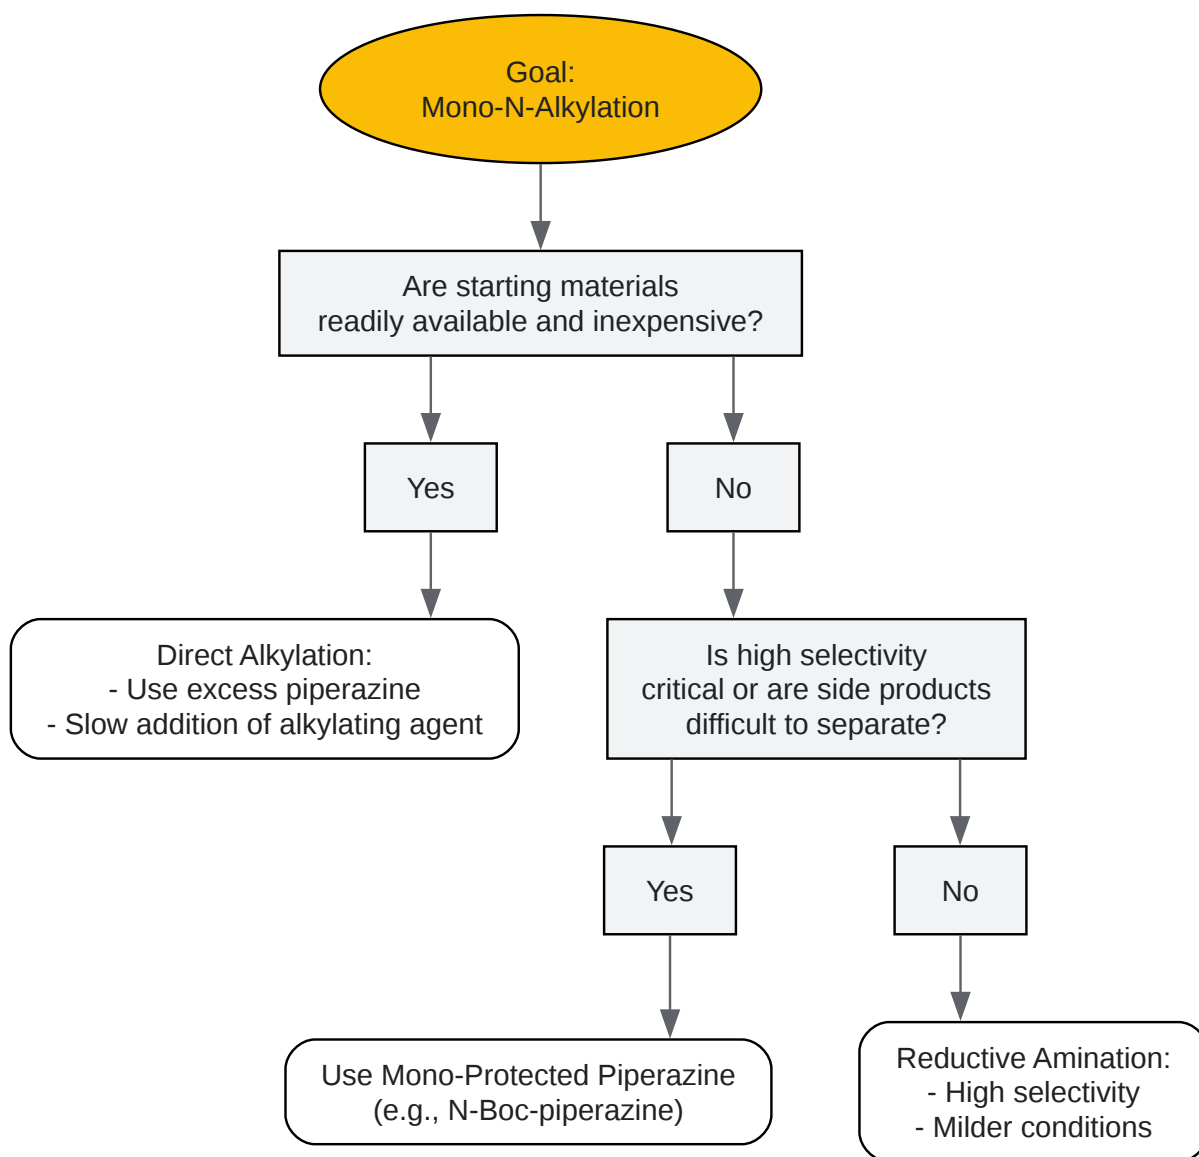 Goal:
Mono-N-Alkylation
Are starting materials
readily available and inexpensive?
Yes
No
Direct Alkylation:
- Use excess piperazine
- Slow addition of alkylating agent
Is high selectivity
critical or are side products
difficult to separate?
Yes
No
Use Mono-Protected Piperazine
(e.g., N-Boc-piperazine)
Reductive Amination:
- High selectivity
- Milder conditions